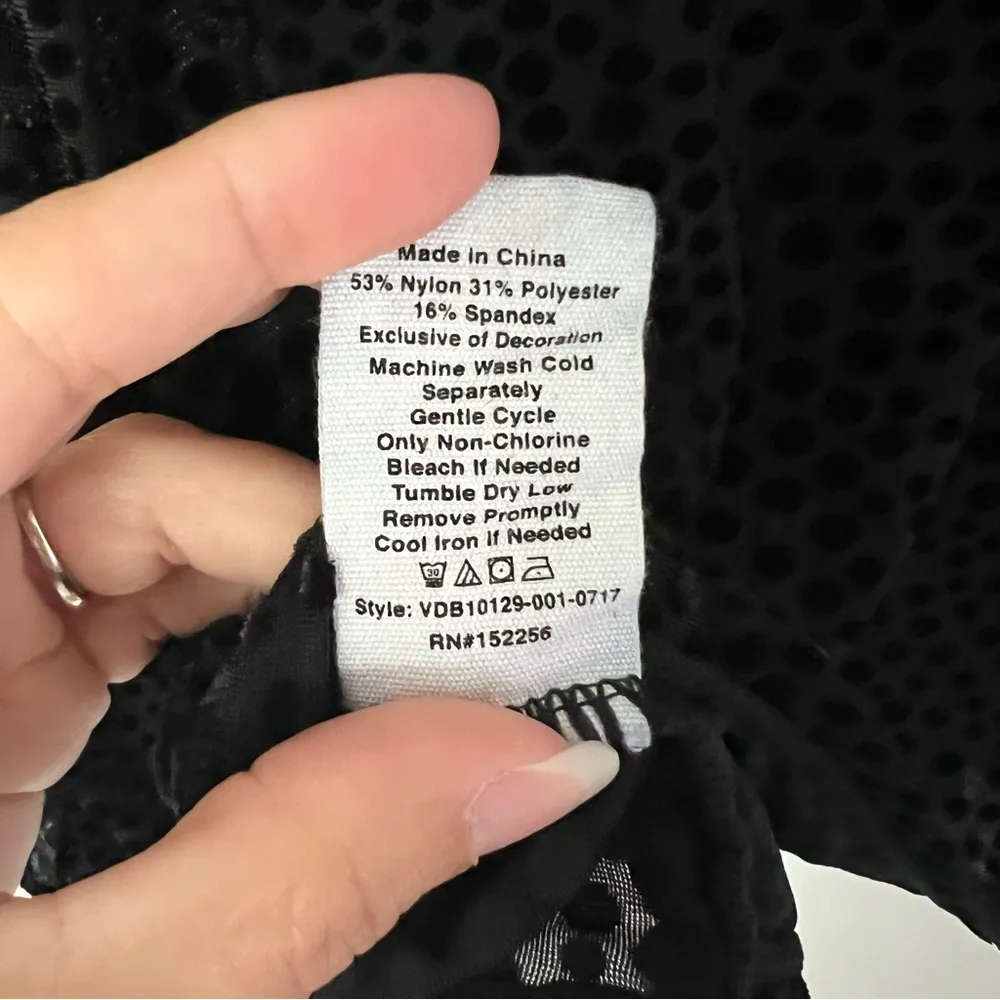 Made In China
53% Nylon 31% Polyester
16% Spandex
Exclusive of Decoration
Machine Wash Cold
Separately
Gentle Cycle
Only Non-Chlorine
Bleach If Needed
Tumble Dry Low
Remove Promptly
Cool Iron If Needed
30
Style: VDB10129-001-0717
RN#152256